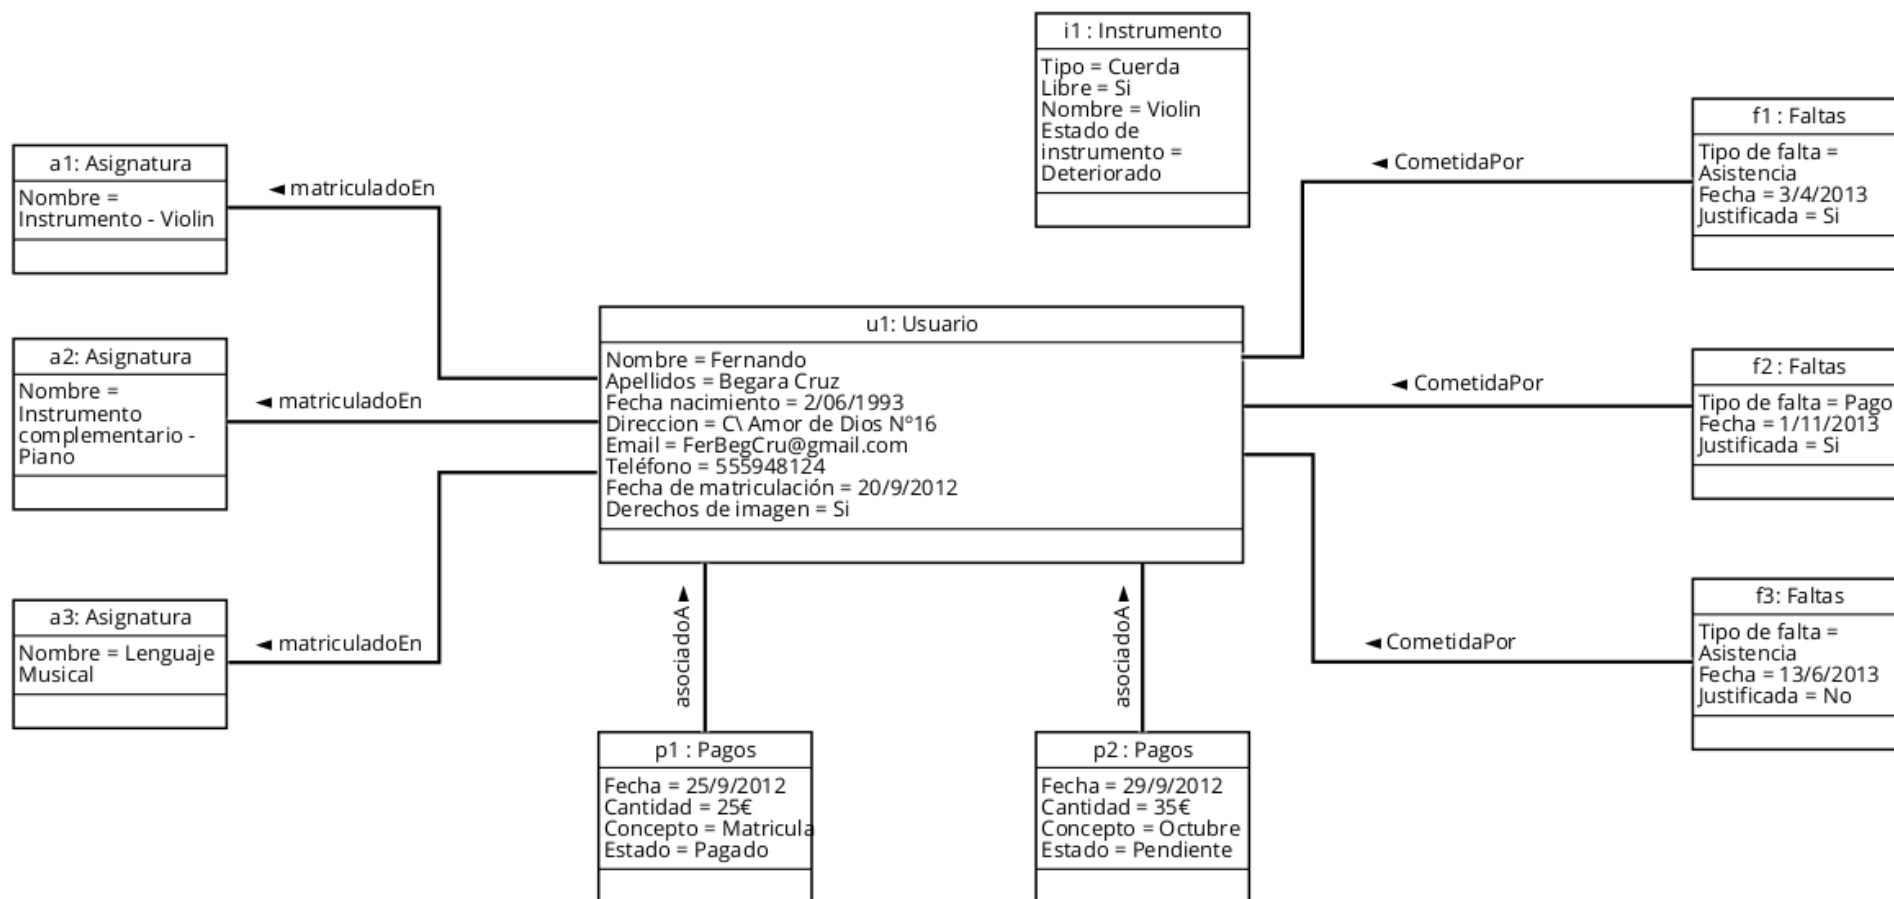 i1 : Instrumento
Tipo = Cuerda
Libre = Si
Nombre = Violin
Estado de
instrumento =
Deteriorado
f1 : Faltas
Tipo de falta =
Asistencia
Fecha = 3/4/2013
Justificada = Si
◄ CometidaPor
a1: Asignatura
Nombre =
Instrumento - Violin
◄ matriculadoEn
u1: Usuario
Nombre = Fernando
Apellidos = Begara Cruz
Fecha nacimiento = 2/06/1993
Direccion = C\ Amor de Dios Nº16
Email = FerBegCru@gmail.com
Teléfono = 555948124
Fecha de matriculación = 20/9/2012
Derechos de imagen = Si
a2: Asignatura
Nombre =
Instrumento
complementario -
Piano
◄ matriculadoEn
◄ CometidaPor
f2 : Faltas
Tipo de falta = Pago
Fecha = 1/11/2013
Justificada = Si
a3: Asignatura
Nombre = Lenguaje
Musical
◄ matriculadoEn
asociadoA ►
asociadoA ►
◄ CometidaPor
f3: Faltas
Tipo de falta =
Asistencia
Fecha = 13/6/2013
Justificada = No
p1 : Pagos
Fecha = 25/9/2012
Cantidad = 25€
Concepto = Matricula
Estado = Pagado
p2 : Pagos
Fecha = 29/9/2012
Cantidad = 35€
Concepto = Octubre
Estado = Pendiente